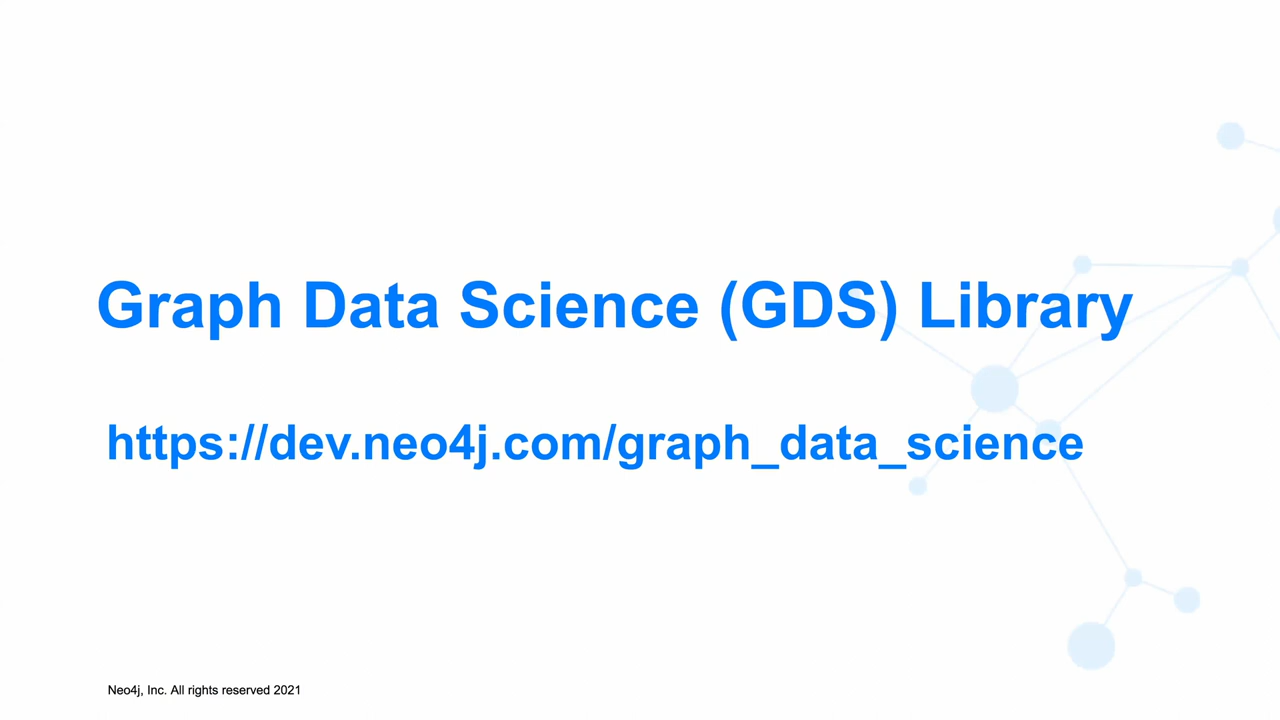 Graph Data Science (GDS) Library
https://dev.neo4j.com/graph_data_science
Neo4j, Inc. All rights reserved 2021